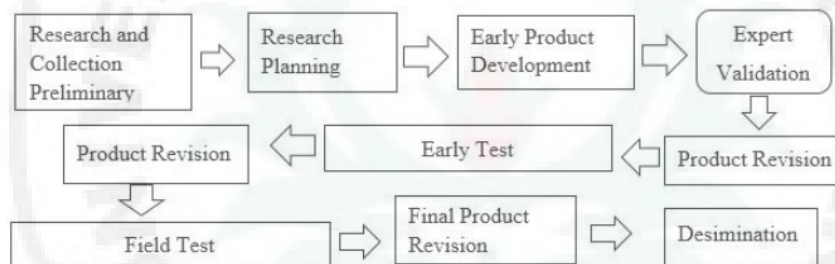 Research and
Collection
Preliminary
Research
Planning
Early Product
Development
Expert
Validation
Product Revision
Early Test
Product Revision
Field Test
Final Product
Revision
Desimination